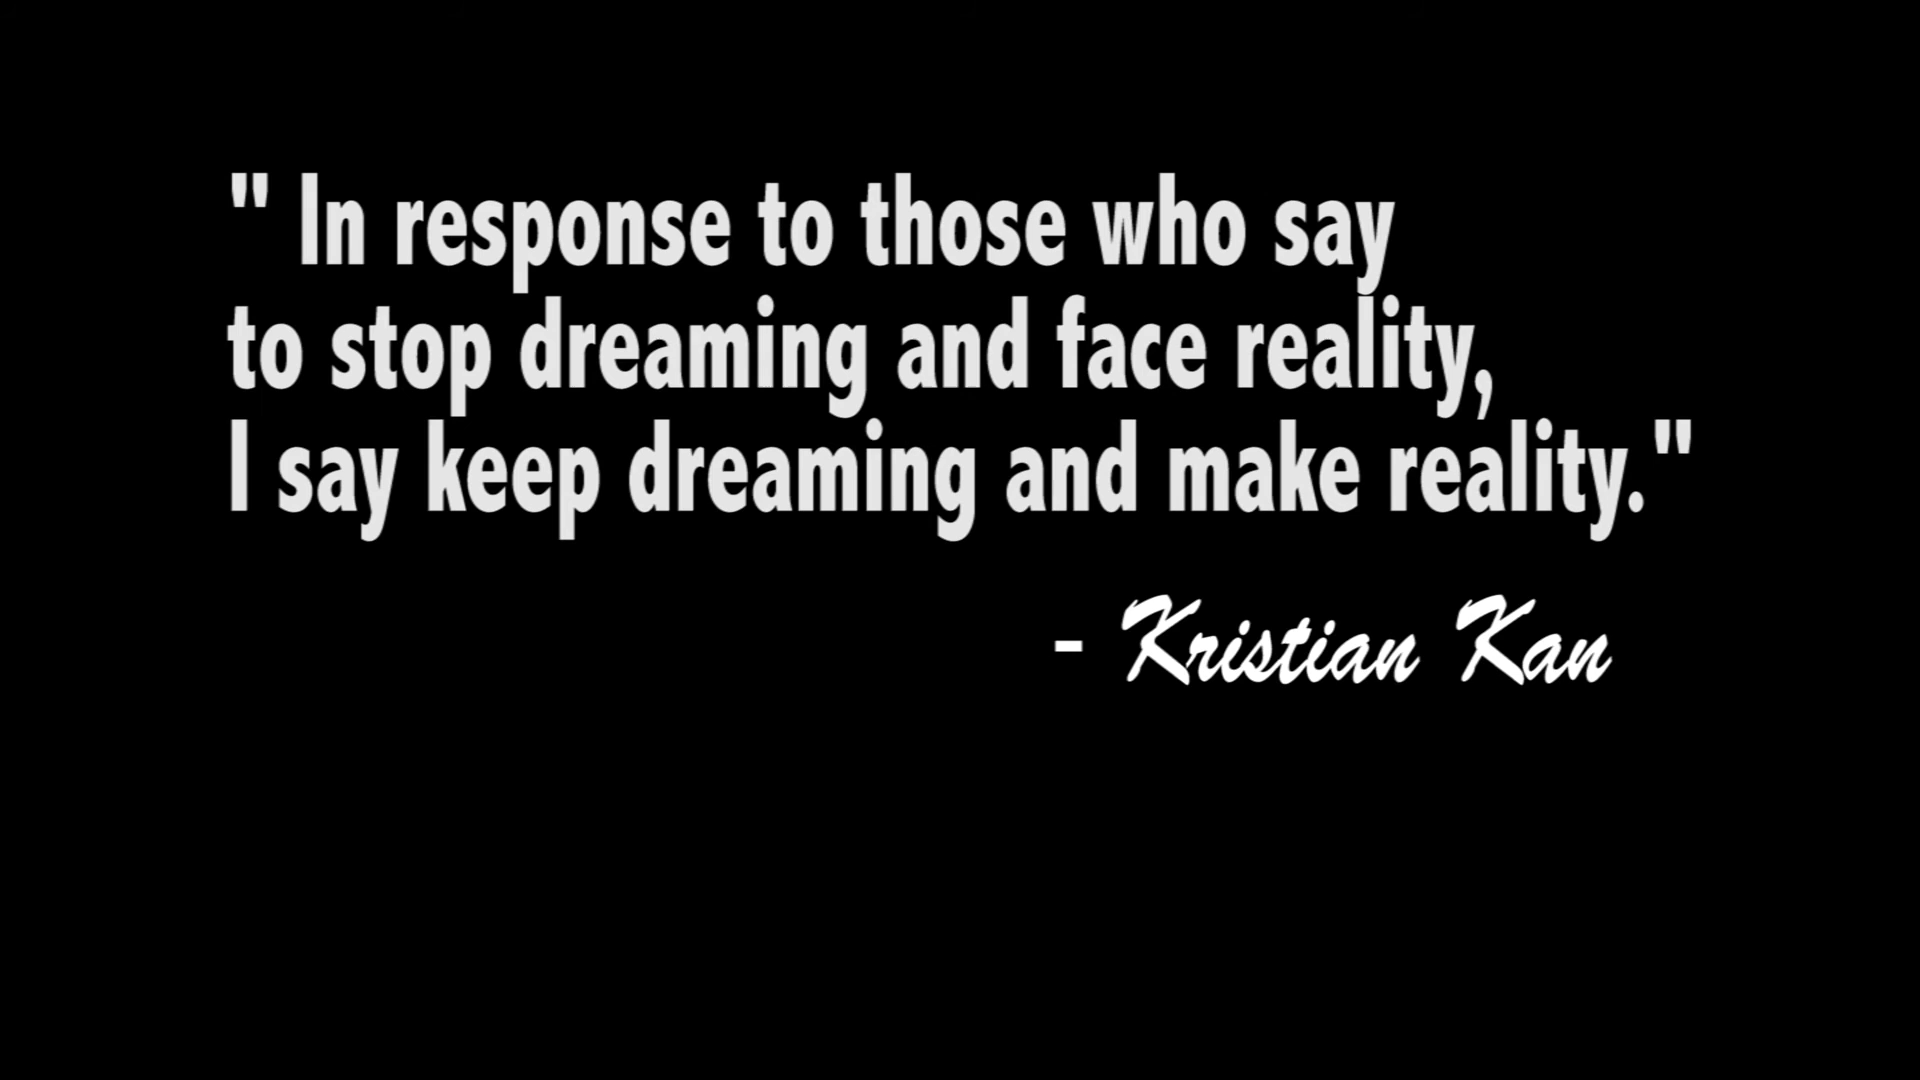 " In response to those who say
to stop dreaming and face reality,
I say keep dreaming and make reality."
- Kristian Kan